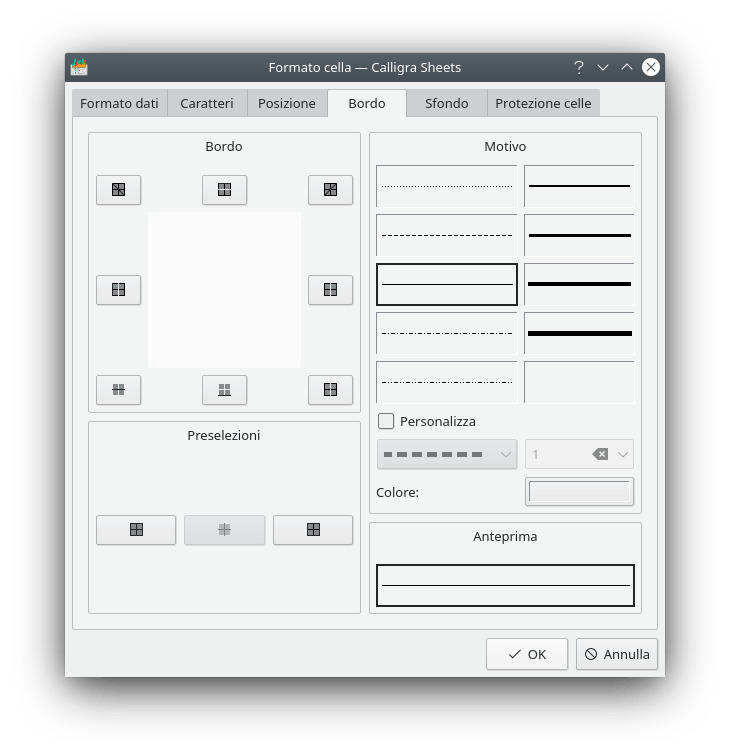 Formato cella — Calligra Sheets
Formato dati
Caratteri
Posizione
Bordo
Sfondo
Protezione celle
Bordo
Motivo
Personalizza
1
Colore:
Preselezioni
Anteprima
OK
Annulla